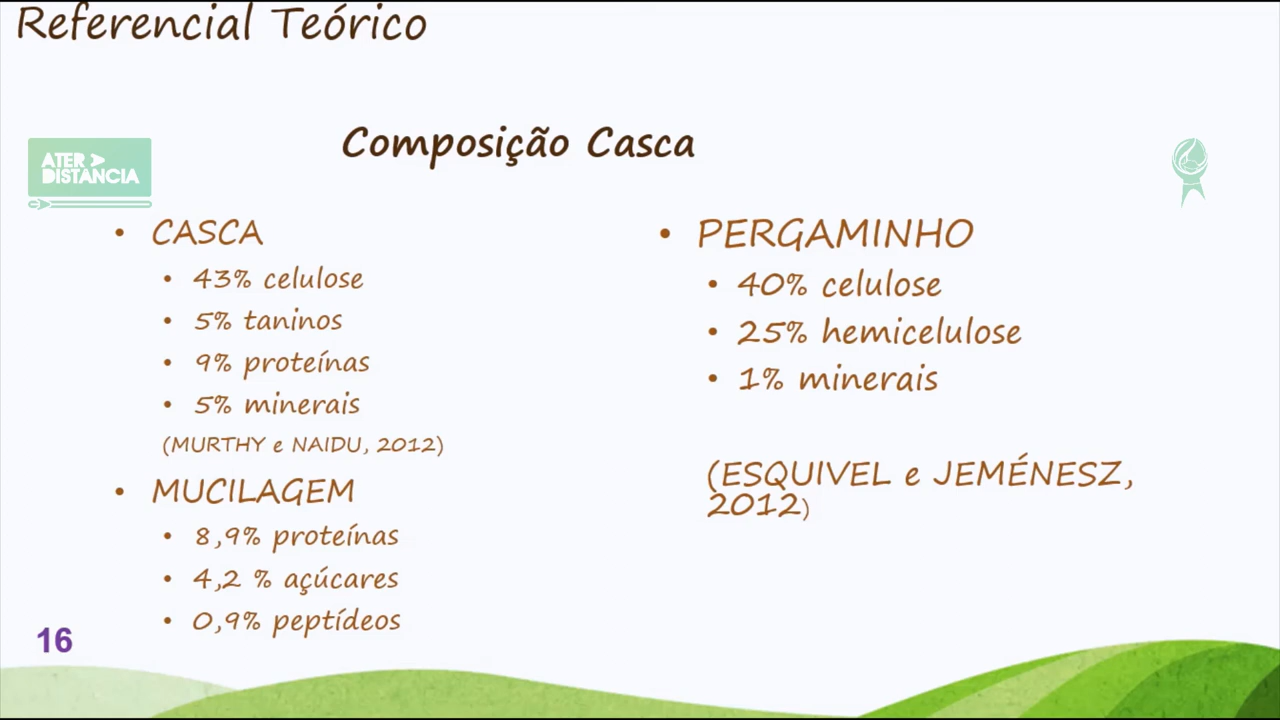 Referencial Teórico
Composição Casca
ATER
DISTANCIA
• CASCA
• 43% celulose
• 5% taninos
• 9% proteínas
• 5% minerais
(MURTHY e NAIDU, 2012)
• MUCILAGEM
• 8,9% proteínas
• 4,2 % açúcares
• 0,9% peptídeos
• PERGAMINHO
• 40% celulose
• 25% hemicelulose
• 1% minerais
(ESQUIVEL e JEMÉNESZ,
2012)
16